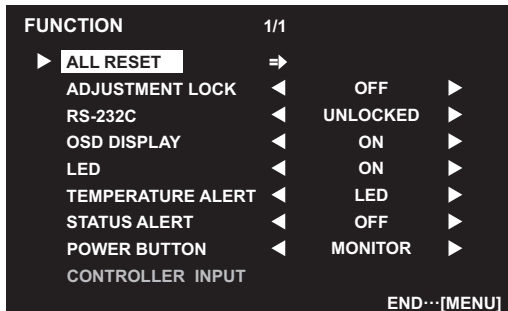 FUNCTION 1/1
ALL RESET
ADJUSTMENT LOCK OFF
RS-232C UNLOCKED
OSD DISPLAY ON
LED ON
TEMPERATURE ALERT LED
STATUS ALERT OFF
POWER BUTTON MONITOR
CONTROLLER INPUT
END···[MENU]